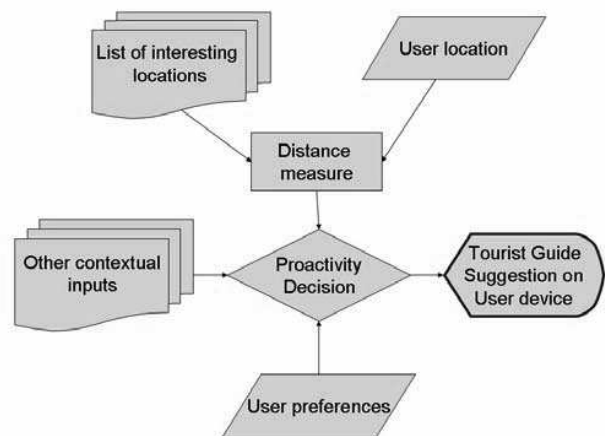 List of interesting
locations
User location
Distance
measure
Other contextual
inputs
Proactivity
Decision
Tourist Guide
Suggestion on
User device
User preferences